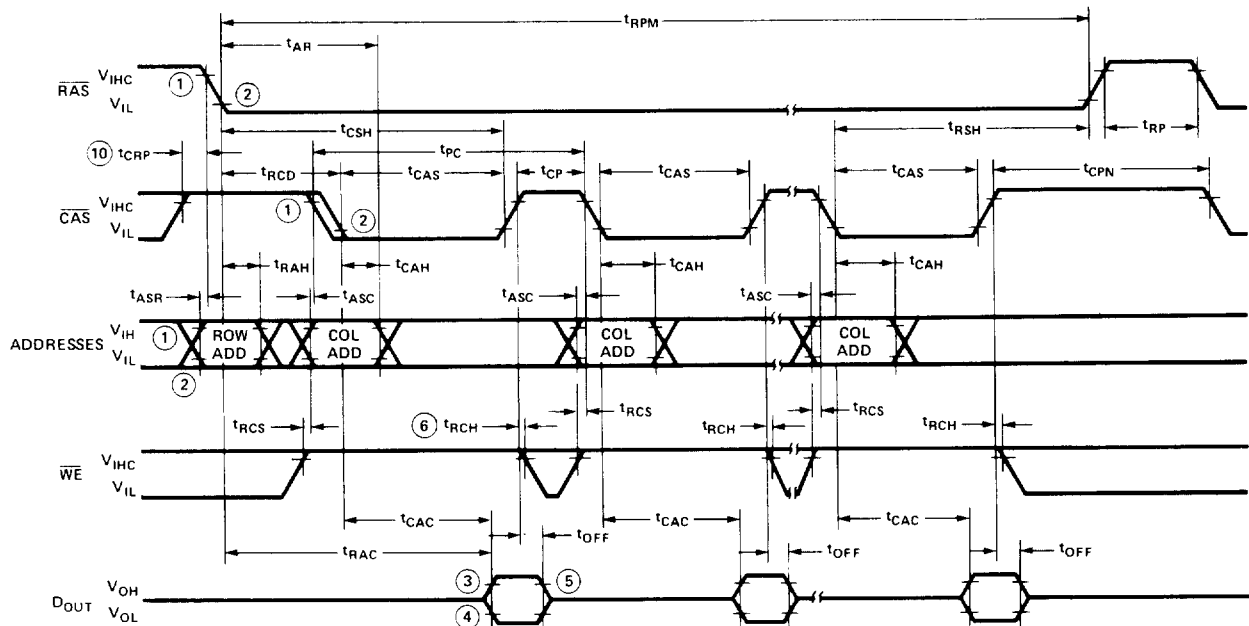 tRPM
tAR
RAS VIHC ① ②
VIL
tCSH tRSH tRP
⑩ tCRP tPC
tRCD tCAS tCP tCAS tCAS tCPN
CAS VIHC ① ②
VIL
tRAH tCAH tCAH tCAH
tASR tASC tASC tASC
ADDRESSES VIH ① ROW ADD COL ADD COL ADD COL ADD
VIL ②
tRCS tRCS
tRCS ⑥ tRCH tRCH tRCH
WE VIHC
VIL
tCAC tCAC tCAC
tRAC tOFF tOFF tOFF
DOUT VOH ③ ⑤
VOL ④